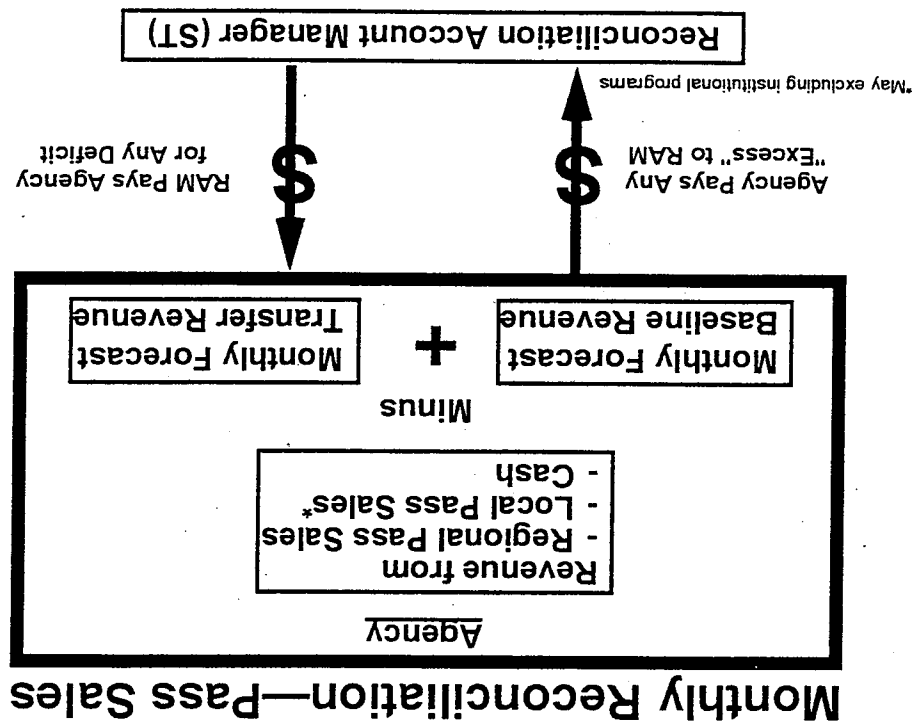 Monthly Reconciliation—Pass Sales
Agency
Revenue from
- Regional Pass Sales
- Local Pass Sales*
- Cash
Minus
Monthly Forecast
Baseline Revenue
+
Monthly Forecast
Transfer Revenue
Agency Pays Any
"Excess" to RAM
$
$
RAM Pays Agency
for Any Deficit
*May excluding institutional programs
Reconciliation Account Manager (ST)